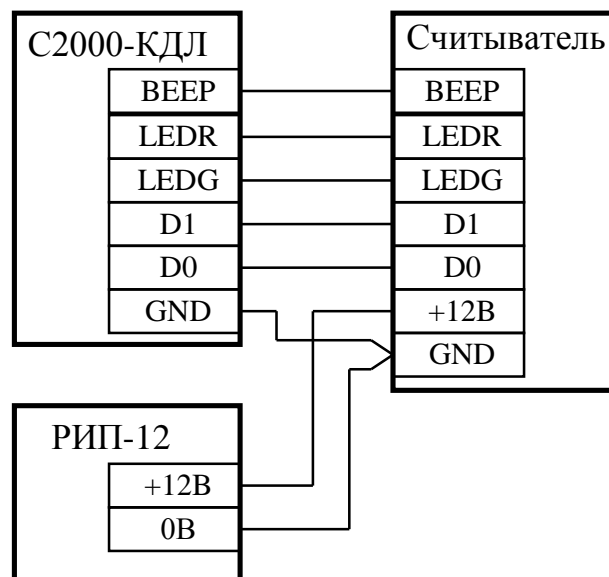 С2000-КДЛ
BEEP
LEDR
LEDG
D1
D0
GND
Считыватель
BEEP
LEDR
LEDG
D1
D0
+12В
GND
РИП-12
+12В
0В